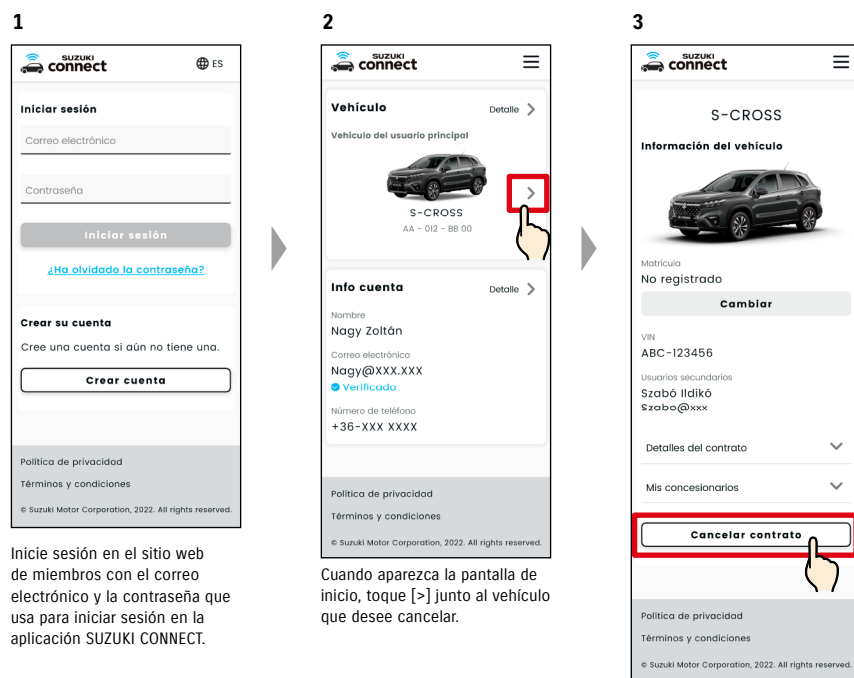 1
SUZUKI
connect
ES
Iniciar sesión
Correo electrónico
Contraseña
Iniciar sesión
¿Ha olvidado la contraseña?
Crear su cuenta
Cree una cuenta si aún no tiene una.
Crear cuenta
Política de privacidad
Términos y condiciones
© Suzuki Motor Corporation, 2022. All rights reserved.
Inicie sesión en el sitio web
de miembros con el correo
electrónico y la contraseña que
usa para iniciar sesión en la
aplicación SUZUKI CONNECT.
2
SUZUKI
connect
Vehículo
Detalle >
Vehículo del usuario principal
>
S-CROSS
AA - 012 - BB 00
Info cuenta
Detalle >
Nombre
Nagy Zoltán
Correo electrónico
Nagy@XXX.XXX
Verificado
Número de teléfono
+36-XXX XXXX
Política de privacidad
Términos y condiciones
© Suzuki Motor Corporation, 2022. All rights reserved.
Cuando aparezca la pantalla de
inicio, toque [>] junto al vehículo
que desee cancelar.
3
SUZUKI
connect
S-CROSS
Información del vehículo
Matrícula
No registrado
Cambiar
VIN
ABC-123456
Usuarios secundarios
Szabó Ildikó
Szabo@xxx
Detalles del contrato
Mis concesionarios
Cancelar contrato
Política de privacidad
Términos y condiciones
© Suzuki Motor Corporation, 2022. All rights reserved.